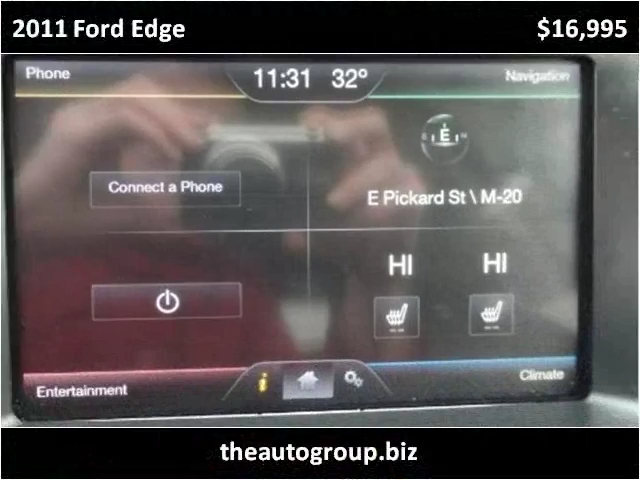 2011 Ford Edge $16,995
Phone 11:31 32° Navigation
E
Connect a Phone
E Pickard St \ M-20
HI HI
Entertainment i Climate
theautogroup.biz